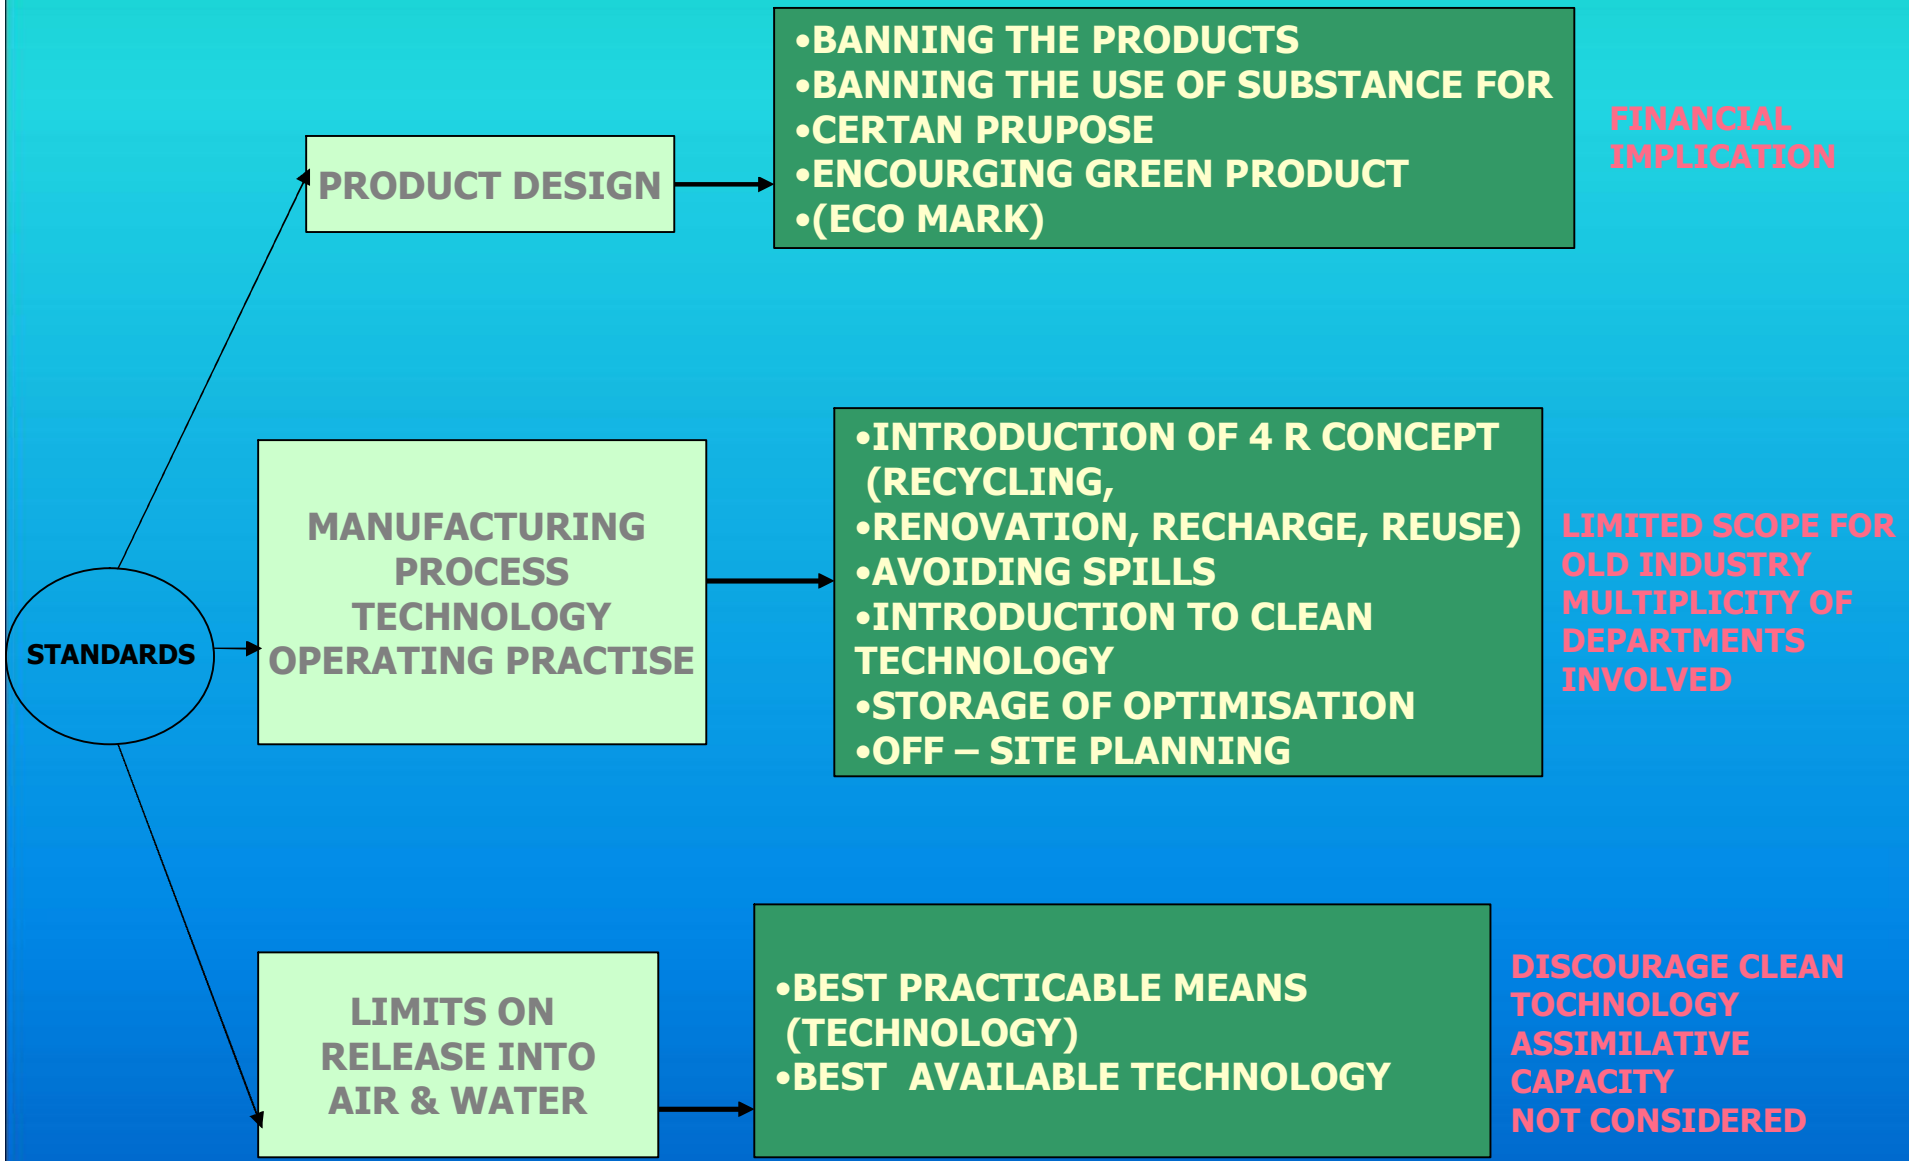 STANDARDS
PRODUCT DESIGN
•BANNING THE PRODUCTS
•BANNING THE USE OF SUBSTANCE FOR
•CERTAN PRUPOSE
•ENCOURGING GREEN PRODUCT
•(ECO MARK)
FINANCIAL
IMPLICATION
MANUFACTURING
PROCESS
TECHNOLOGY
OPERATING PRACTISE
•INTRODUCTION OF 4 R CONCEPT
(RECYCLING,
•RENOVATION, RECHARGE, REUSE)
•AVOIDING SPILLS
•INTRODUCTION TO CLEAN
TECHNOLOGY
•STORAGE OF OPTIMISATION
•OFF – SITE PLANNING
LIMITED SCOPE FOR
OLD INDUSTRY
MULTIPLICITY OF
DEPARTMENTS
INVOLVED
LIMITS ON
RELEASE INTO
AIR & WATER
•BEST PRACTICABLE MEANS
(TECHNOLOGY)
•BEST AVAILABLE TECHNOLOGY
DISCOURAGE CLEAN
TOCHNOLOGY
ASSIMILATIVE
CAPACITY
NOT CONSIDERED